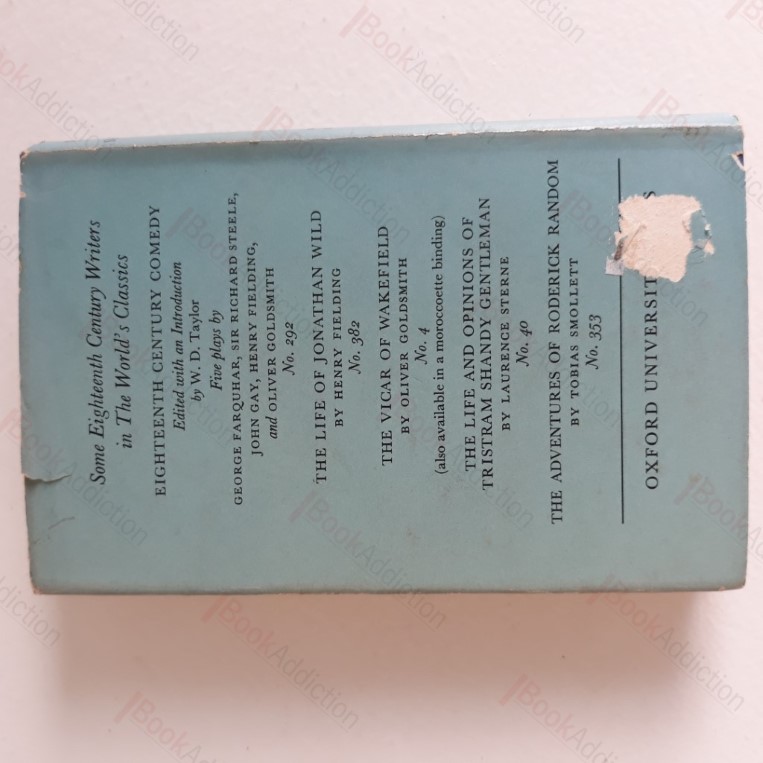 Some Eighteenth Century Writers
in The World's Classics
EIGHTEENTH CENTURY COMEDY
Edited with an Introduction
by W. D. Taylor
Five plays by
GEORGE FARQUHAR, SIR RICHARD STEELE,
JOHN GAY, HENRY FIELDING,
and OLIVER GOLDSMITH
No. 292
THE LIFE OF JONATHAN WILD
BY HENRY FIELDING
No. 382
THE VICAR OF WAKEFIELD
BY OLIVER GOLDSMITH
No. 4
(also available in a moroccoette binding)
THE LIFE AND OPINIONS OF
TRISTRAM SHANDY GENTLEMAN
BY LAURENCE STERNE
No. 40
THE ADVENTURES OF RODERICK RANDOM
BY TOBIAS SMOLLETT
No. 353
OXFORD
BookAddiction